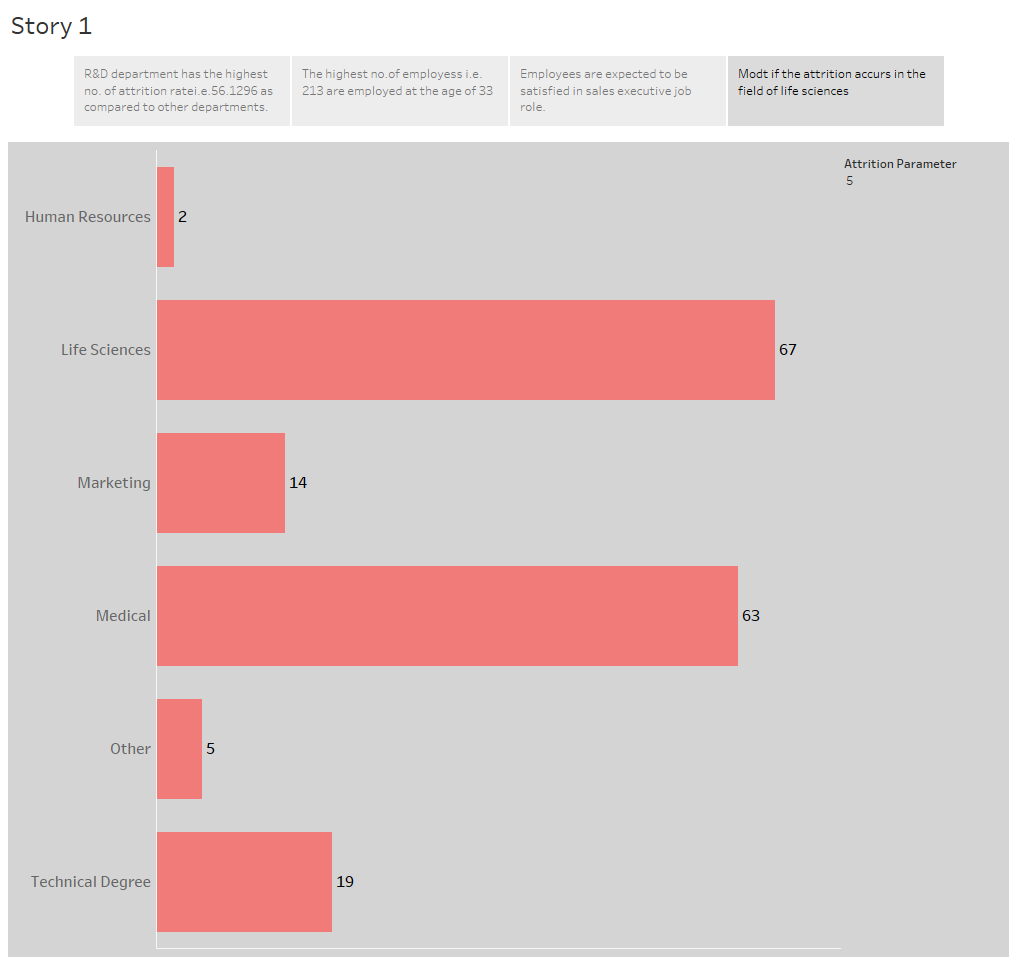 Story 1
R&D department has the highest
no. of attrition ratei.e.56.1296 as
compared to other departments.
The highest no.of employess i.e.
213 are employed at the age of 33
Employees are expected to be
satisfied in sales executive job
role.
Modt if the attrition accurs in the
field of life sciences
Attrition Parameter
5
Human Resources 2
Life Sciences 67
Marketing 14
Medical 63
Other 5
Technical Degree 19